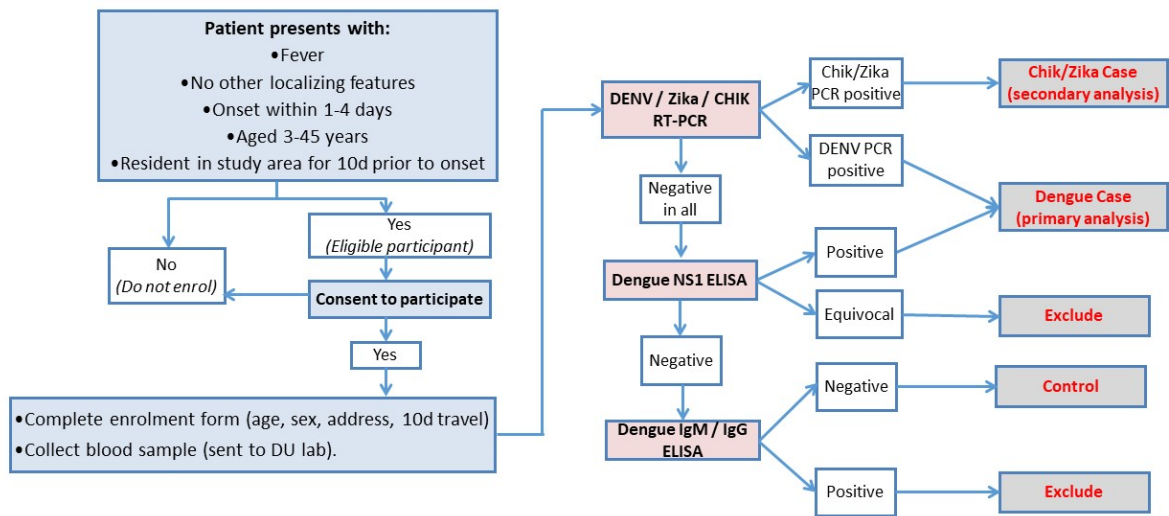 Patient presents with:
•Fever
•No other localizing features
•Onset within 1-4 days
•Aged 3-45 years
•Resident in study area for 10d prior to onset
Yes
(Eligible participant)
No
(Do not enrol)
Consent to participate
Yes
•Complete enrolment form (age, sex, address, 10d travel)
•Collect blood sample (sent to DU lab).
DENV / Zika / CHIK
RT-PCR
Chik/Zika
PCR positive
Chik/Zika Case
(secondary analysis)
DENV PCR
positive
Negative
in all
Dengue Case
(primary analysis)
Dengue NS1 ELISA
Positive
Equivocal
Exclude
Negative
Dengue IgM / IgG
ELISA
Negative
Control
Positive
Exclude